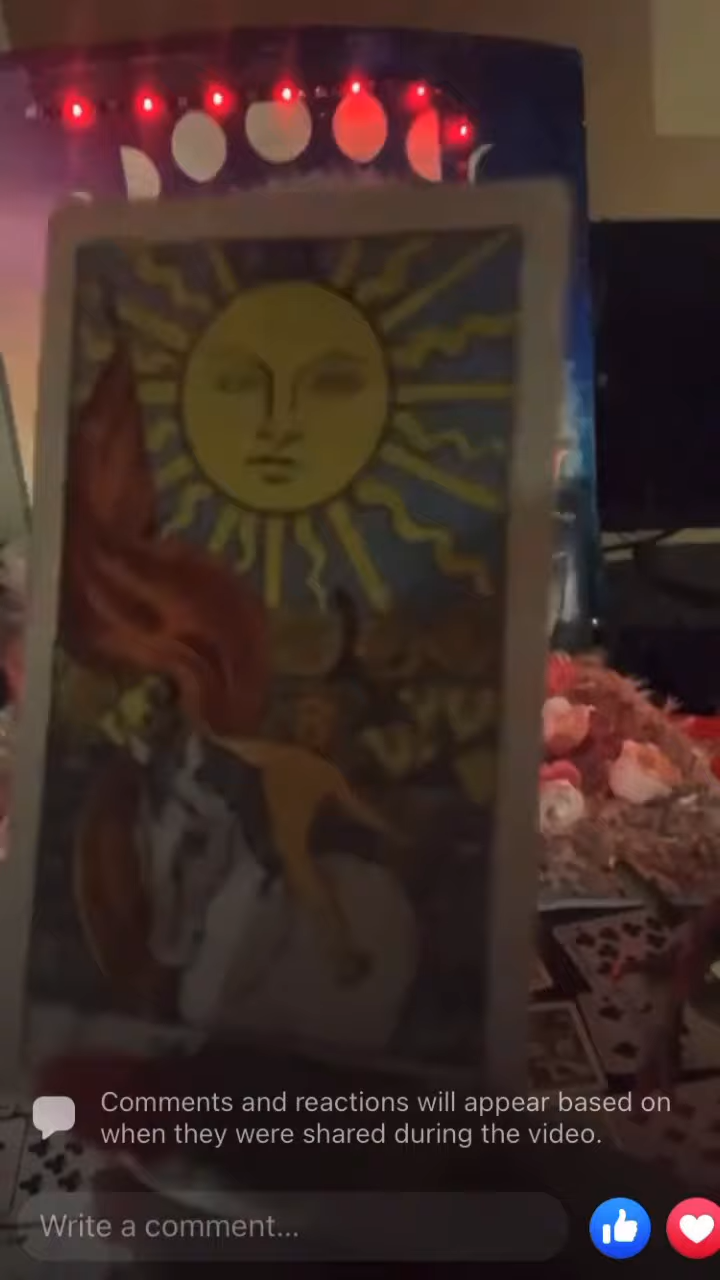 Comments and reactions will appear based on
when they were shared during the video.
Write a comment...